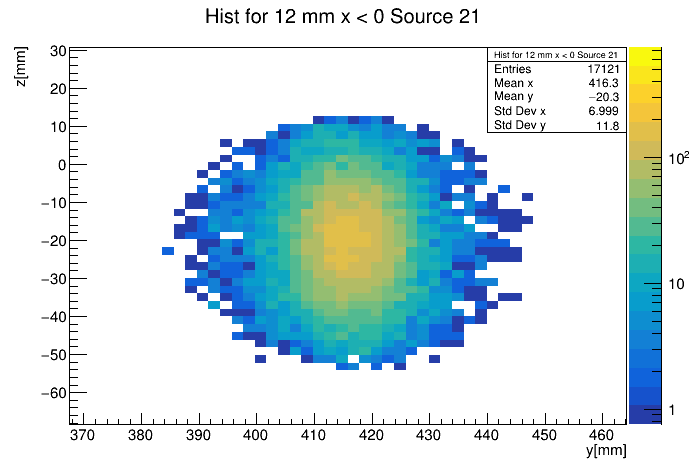 Hist for 12 mm x < 0 Source 21
z[mm]
Hist for 12 mm x < 0 Source 21
Entries 17121
Mean x 416.3
Mean y −20.3
Std Dev x 6.999
Std Dev y 11.8
30
20
10
0
−10
−20
−30
−40
−50
−60
10²
10
1
370 380 390 400 410 420 430 440 450 460
y[mm]